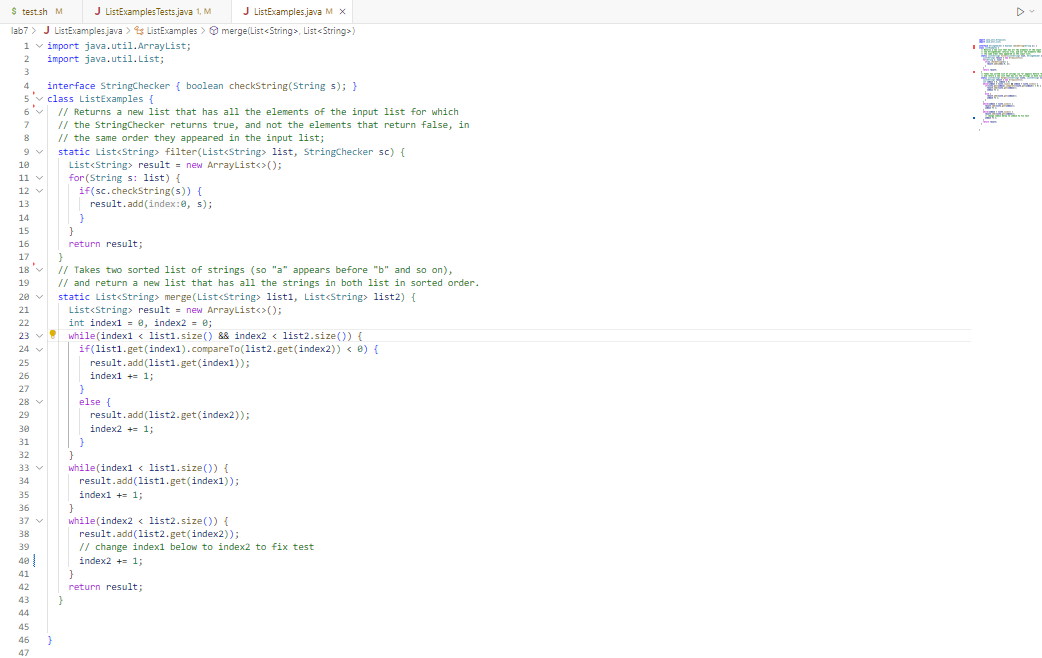 $ test.sh M J ListExamplesTests.java 1, M J ListExamples.java M ×
lab7 > J ListExamples.java > ListExamples > merge(List<String>, List<String>)
1 import java.util.ArrayList;
2 import java.util.List;
3
4 interface StringChecker { boolean checkString(String s); }
5 class ListExamples {
6 // Returns a new list that has all the elements of the input list for which
7 // the StringChecker returns true, and not the elements that return false, in
8 // the same order they appeared in the input list;
9 static List<String> filter(List<String> list, StringChecker sc) {
10 List<String> result = new ArrayList<>();
11 for(String s: list) {
12 if(sc.checkString(s)) {
13 result.add(index:0, s);
14 }
15 }
16 return result;
17 }
18 // Takes two sorted list of strings (so "a" appears before "b" and so on),
19 // and return a new list that has all the strings in both list in sorted order.
20 static List<String> merge(List<String> list1, List<String> list2) {
21 List<String> result = new ArrayList<>();
22 int index1 = 0, index2 = 0;
23 while(index1 < list1.size() && index2 < list2.size()) {
24 if(list1.get(index1).compareTo(list2.get(index2)) < 0) {
25 result.add(list1.get(index1));
26 index1 += 1;
27 }
28 else {
29 result.add(list2.get(index2));
30 index2 += 1;
31 }
32 }
33 while(index1 < list1.size()) {
34 result.add(list1.get(index1));
35 index1 += 1;
36 }
37 while(index2 < list2.size()) {
38 result.add(list2.get(index2));
39 // change index1 below to index2 to fix test
40 index2 += 1;
41 }
42 return result;
43 }
44
45
46 }
47